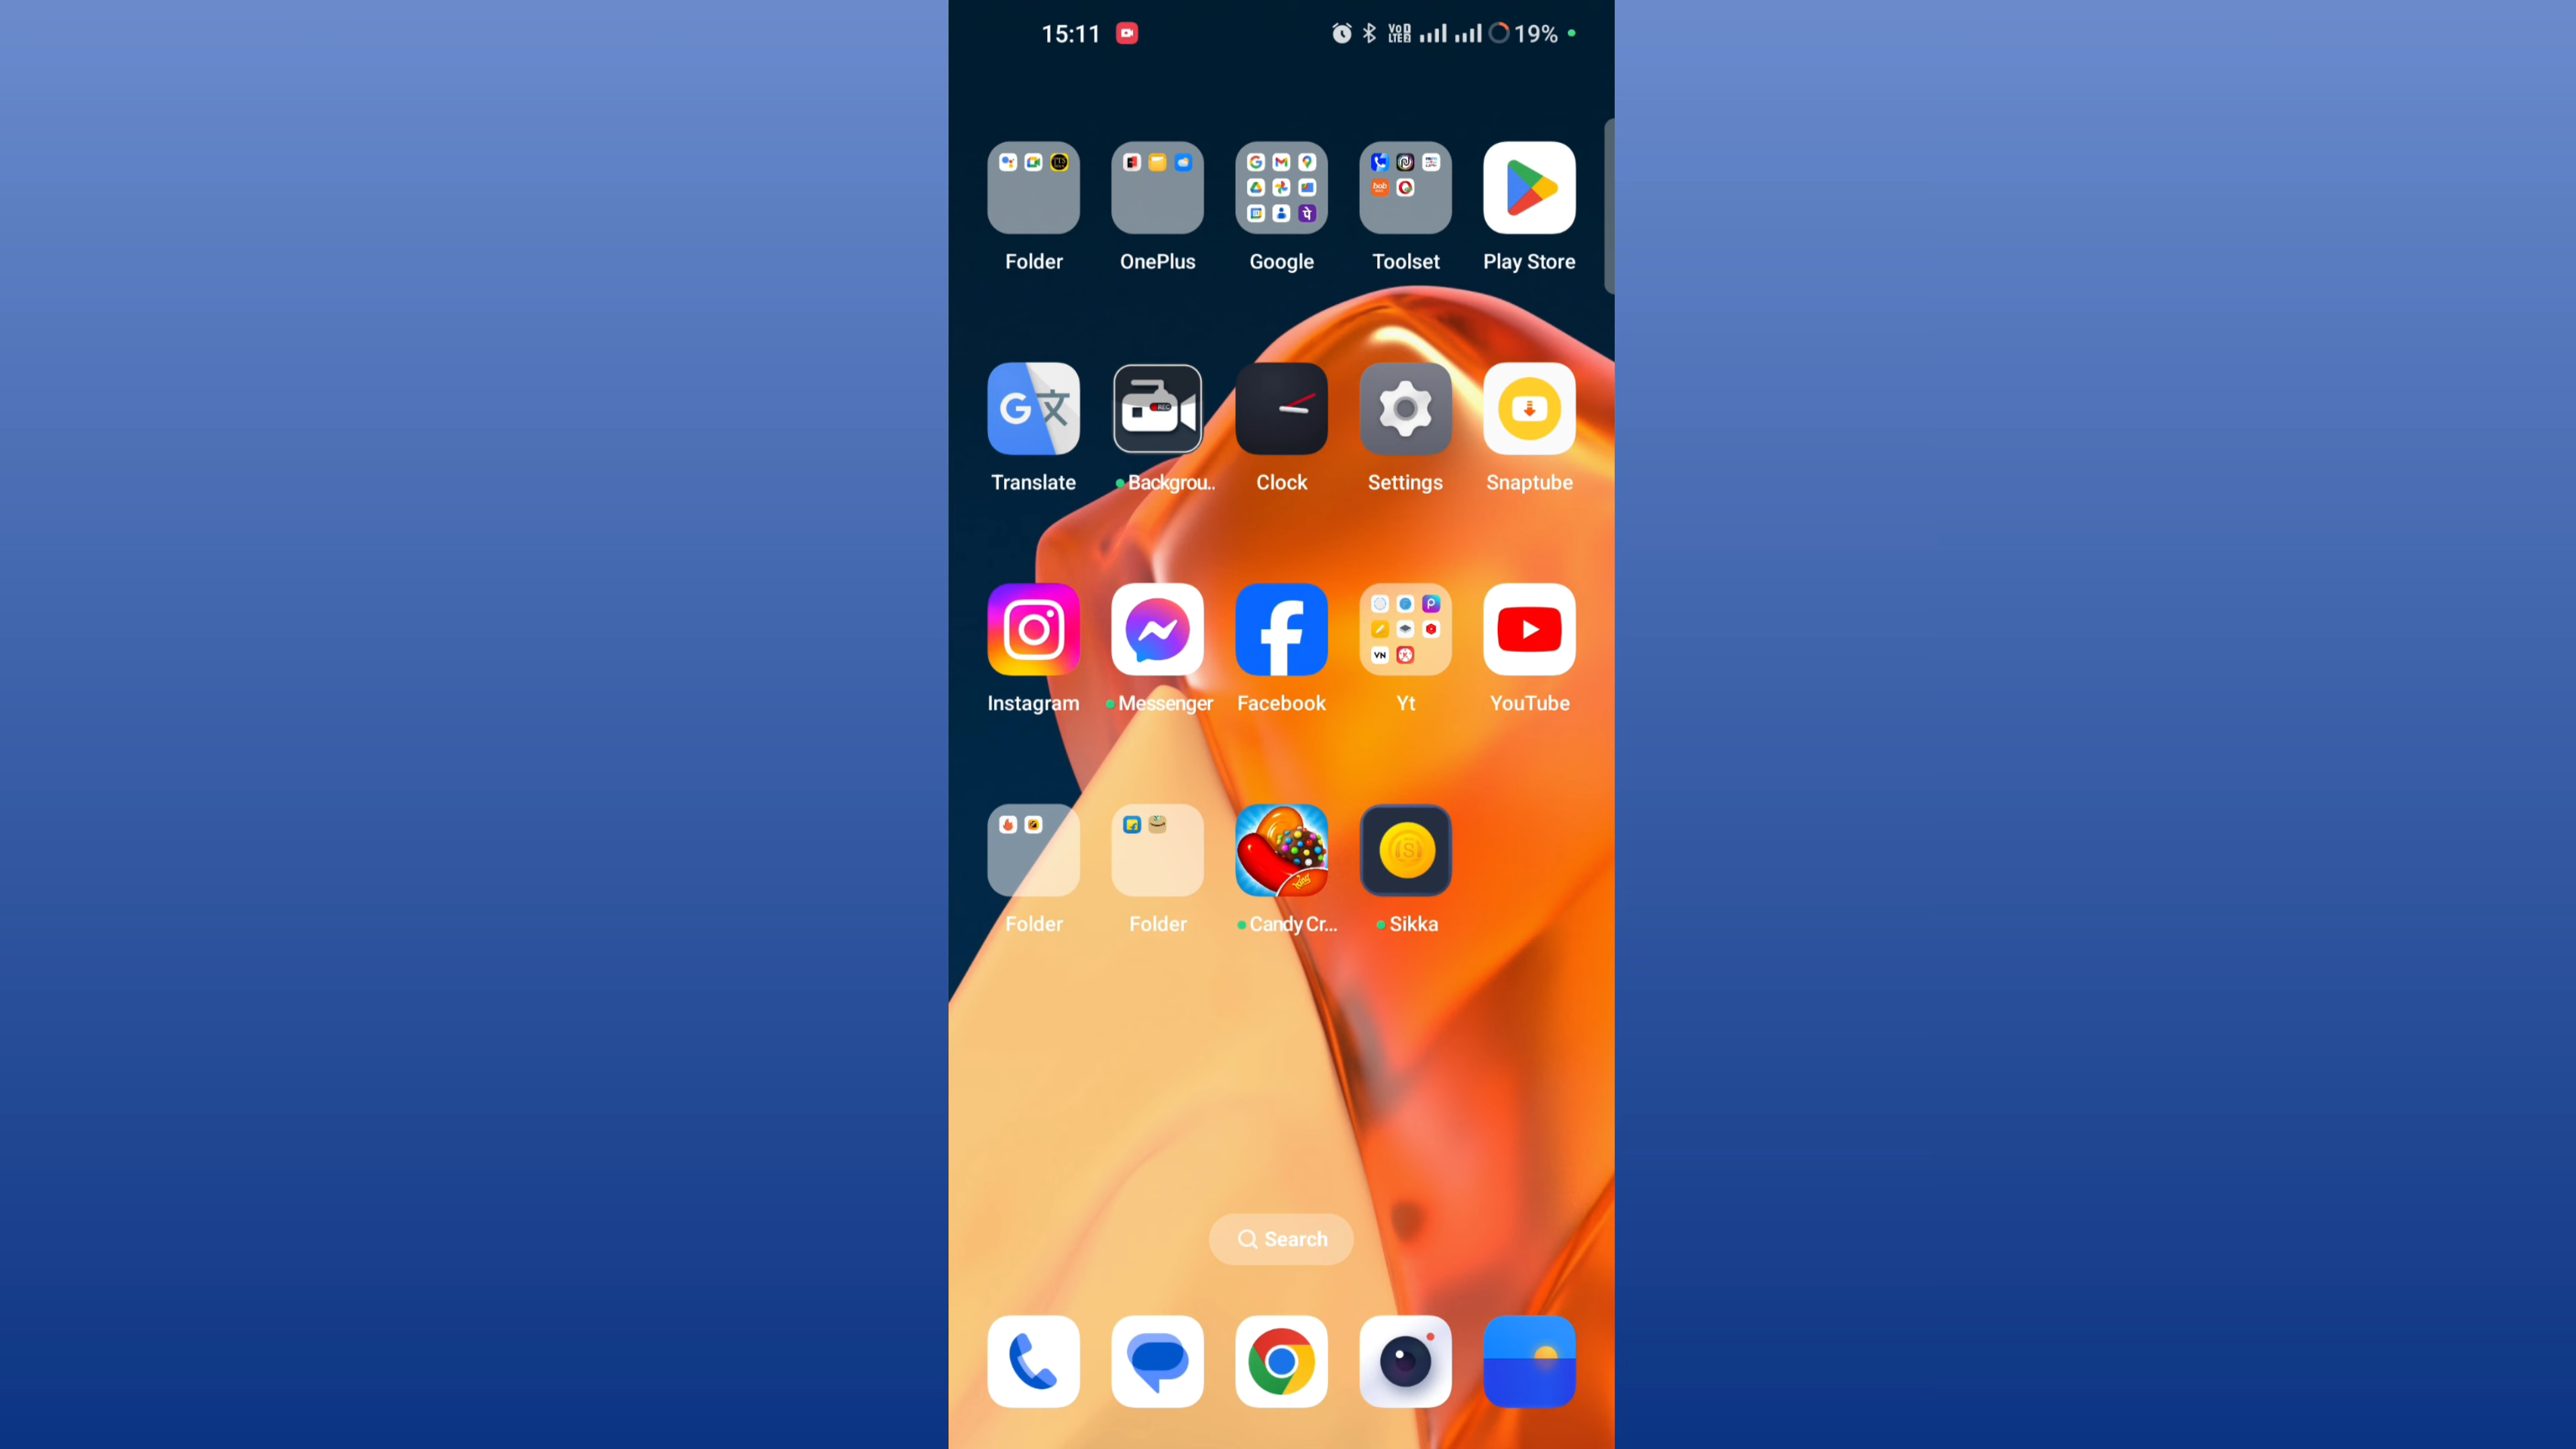 15:11 19%
Folder OnePlus Google Toolset Play Store
Translate Backgrou.. Clock Settings Snaptube
Instagram Messenger Facebook Yt YouTube
Folder Folder Candy Cr... Sikka
Search